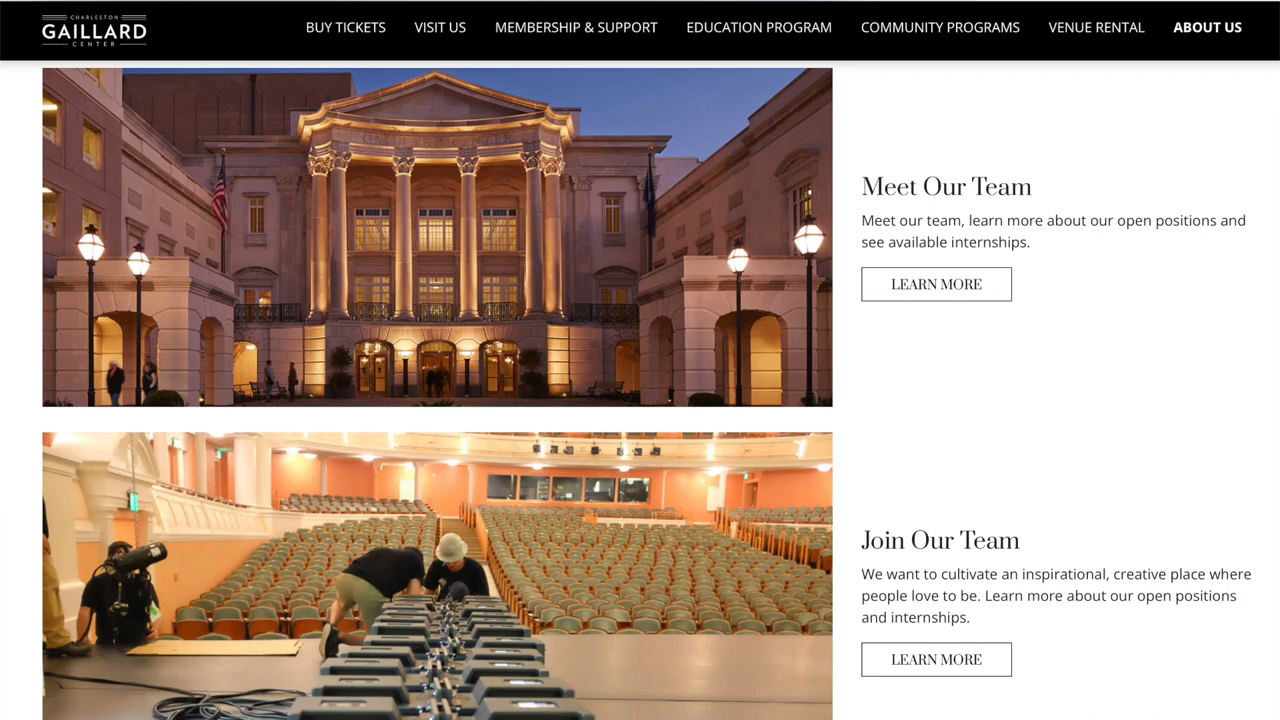 CHARLESTON
GAILLARD
CENTER
BUY TICKETS VISIT US MEMBERSHIP & SUPPORT EDUCATION PROGRAM COMMUNITY PROGRAMS VENUE RENTAL ABOUT US
Meet Our Team
Meet our team, learn more about our open positions and
see available internships.
LEARN MORE
Join Our Team
We want to cultivate an inspirational, creative place where
people love to be. Learn more about our open positions
and internships.
LEARN MORE